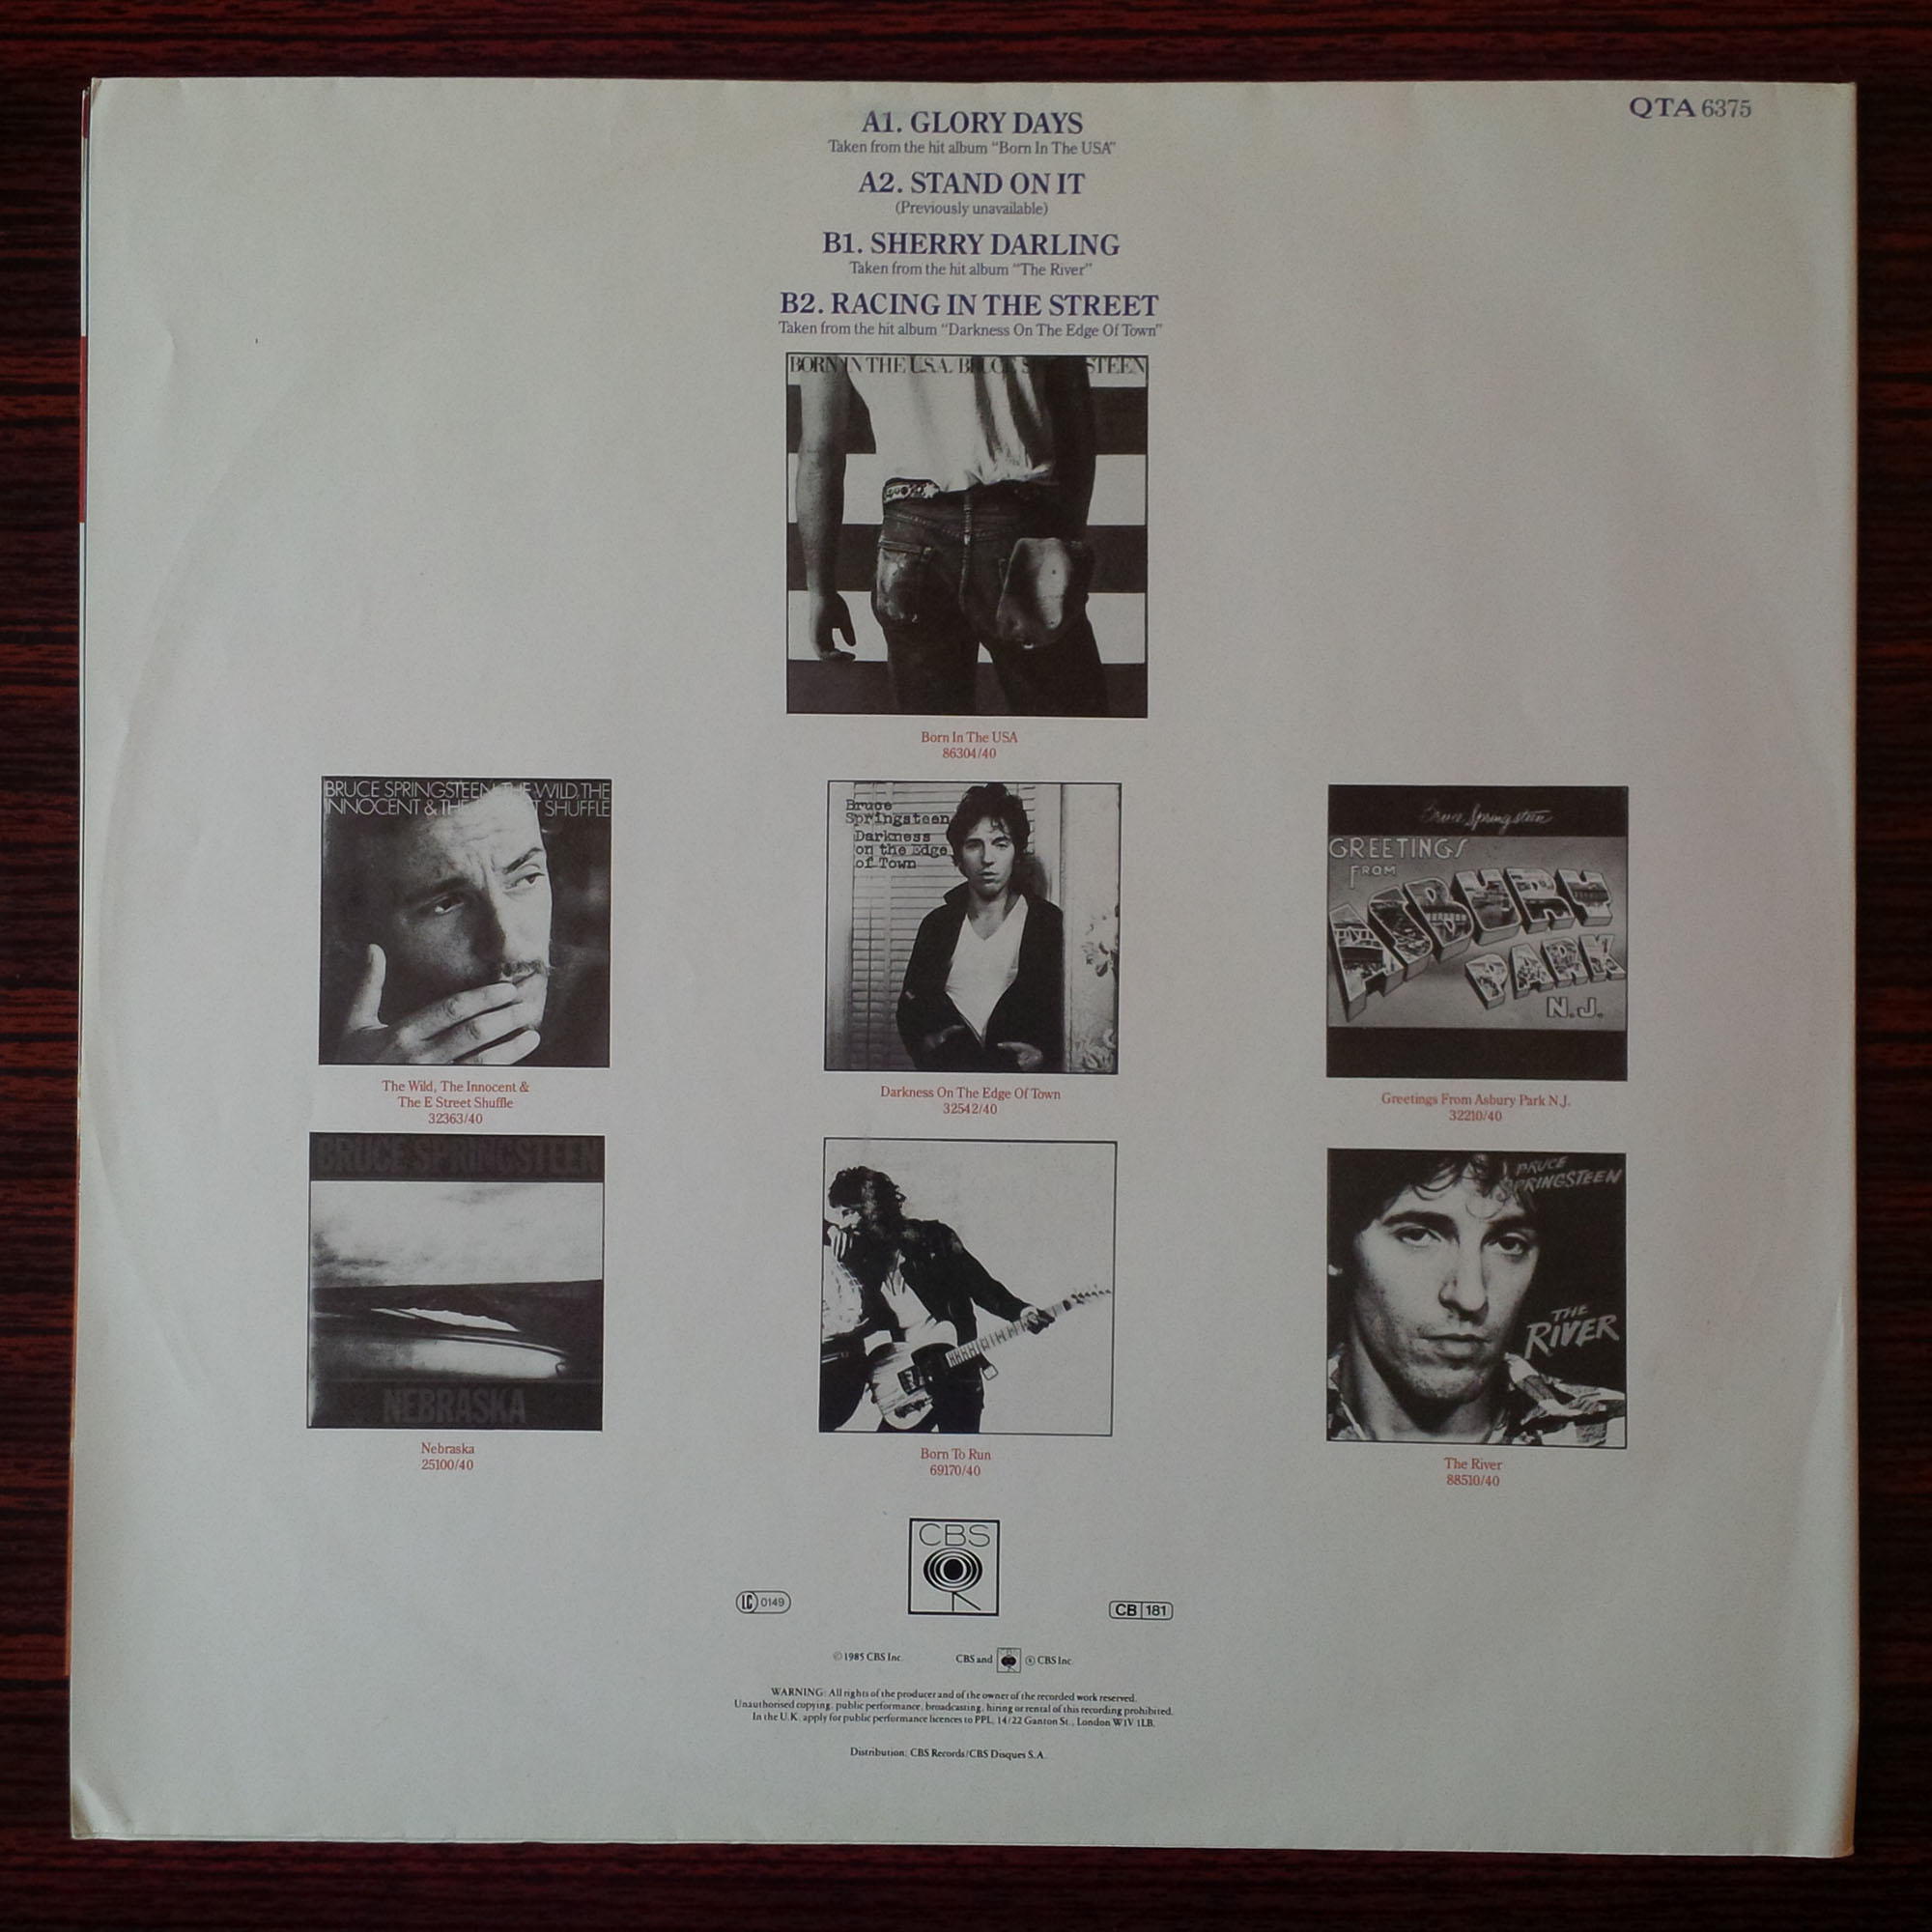 QTA 6375
A1. GLORY DAYS
Taken from the hit album "Born In The USA"
A2. STAND ON IT
(Previously unavailable)
B1. SHERRY DARLING
Taken from the hit album "The River"
B2. RACING IN THE STREET
Taken from the hit album "Darkness On The Edge Of Town"
BORN IN THE U.S.A. BRUCE S STEEN
Born In The USA
86304/40
BRUCE SPRINGSTEEN THE WILD, THE
INNOCENT & THE T SHUFFLE
The Wild, The Innocent &
The E Street Shuffle
32363/40
Bruce
Springsteen
Darkness
on the Edge
of Town
Darkness On The Edge Of Town
32542/40
Bruce Springsteen
GREETINGS
FROM
ASBURY
PARK
N.J.
Greetings From Asbury Park N.J.
32210/40
BRUCE SPRINGSTEEN
NEBRASKA
Nebraska
25100/40
Born To Run
69170/40
BRUCE
SPRINGSTEEN
THE
RIVER
The River
88510/40
CBS
LC 0149
CB 181
© 1985 CBS Inc.
CBS and ® CBS Inc.
WARNING: All rights of the producer and of the owner of the recorded work reserved.
Unauthorised copying, public performance, broadcasting, hiring or rental of this recording prohibited.
In the U.K. apply for public performance licences to PPL, 14/22 Ganton St., London W1V 1LB.
Distribution: CBS Records/CBS Disques S.A.